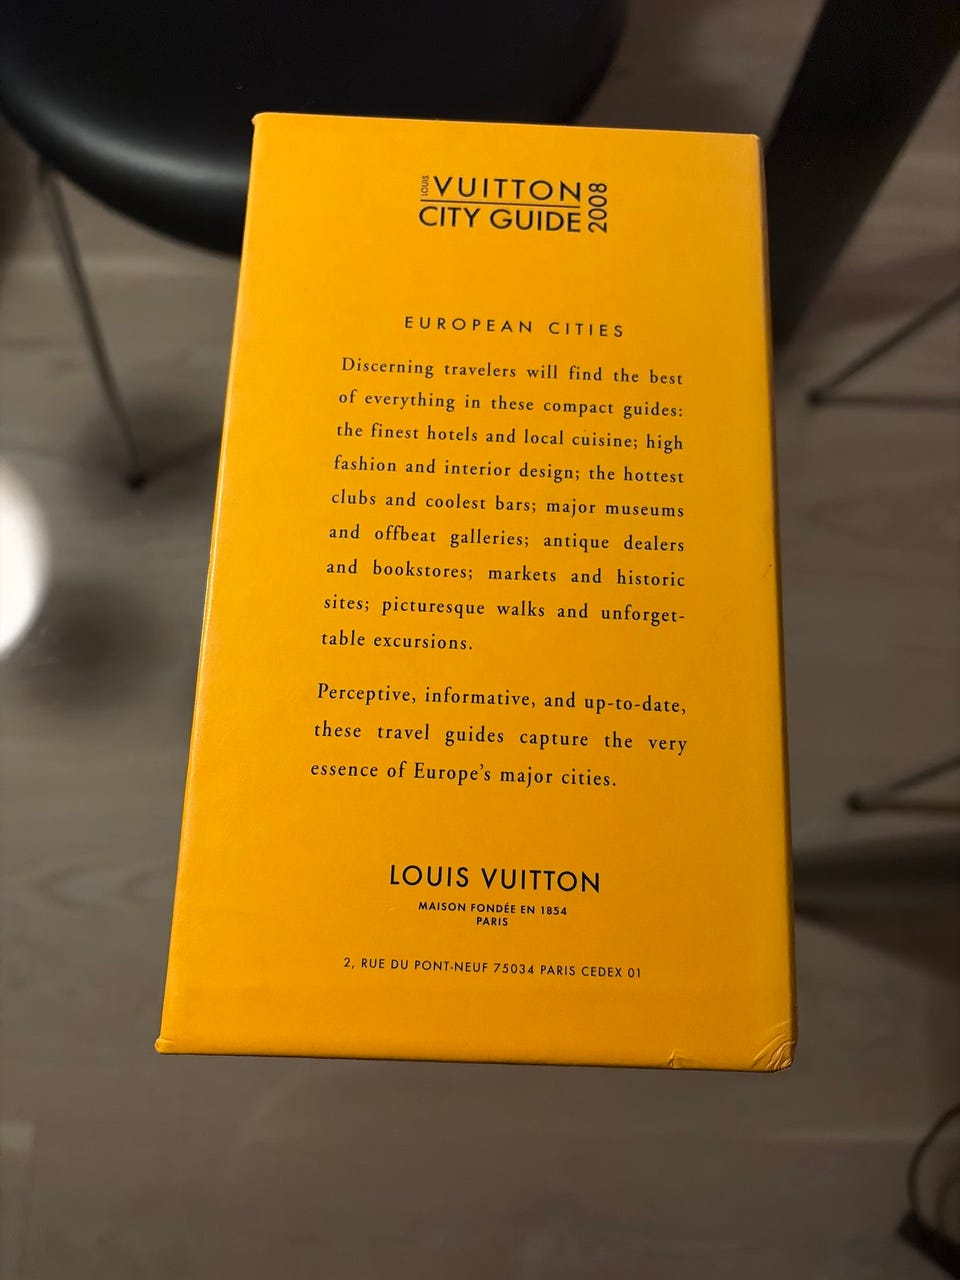 LOUIS VUITTON
CITY GUIDE 2008
EUROPEAN CITIES
Discerning travelers will find the best
of everything in these compact guides:
the finest hotels and local cuisine; high
fashion and interior design; the hottest
clubs and coolest bars; major museums
and offbeat galleries; antique dealers
and bookstores; markets and historic
sites; picturesque walks and unforget-
table excursions.
Perceptive, informative, and up-to-date,
these travel guides capture the very
essence of Europe's major cities.
LOUIS VUITTON
MAISON FONDÉE EN 1854
PARIS
2, RUE DU PONT-NEUF 75034 PARIS CEDEX 01